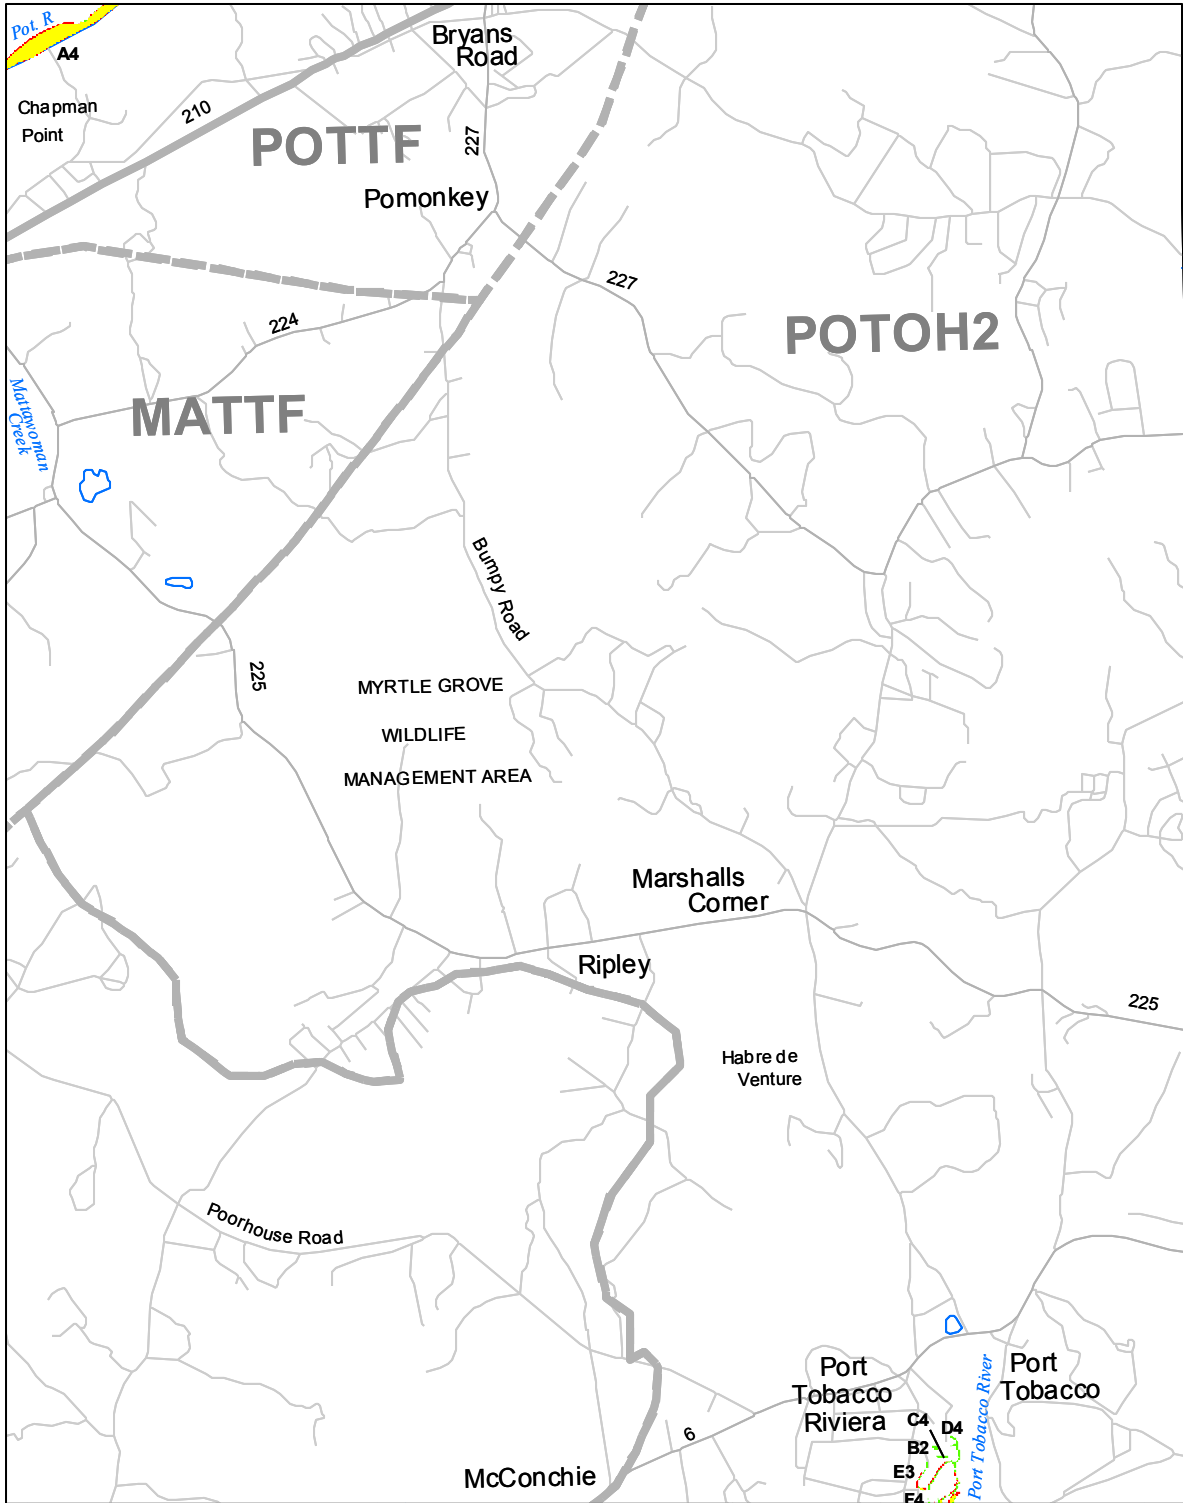 Pot. R
A4
Bryans
Road
Chapman
Point
210
POTTF
227
Pomonkey
227
224
POTOH2
MATTF
Mattawoman
Creek
Bumpy Road
225
MYRTLE GROVE
WILDLIFE
MANAGEMENT AREA
Marshalls
Corner
Ripley
225
Habre de
Venture
Poorhouse Road
Port
Tobacco
Riviera
Port
Tobacco
Port Tobacco River
C4
D4
B2
E3
E4
6
McConchie